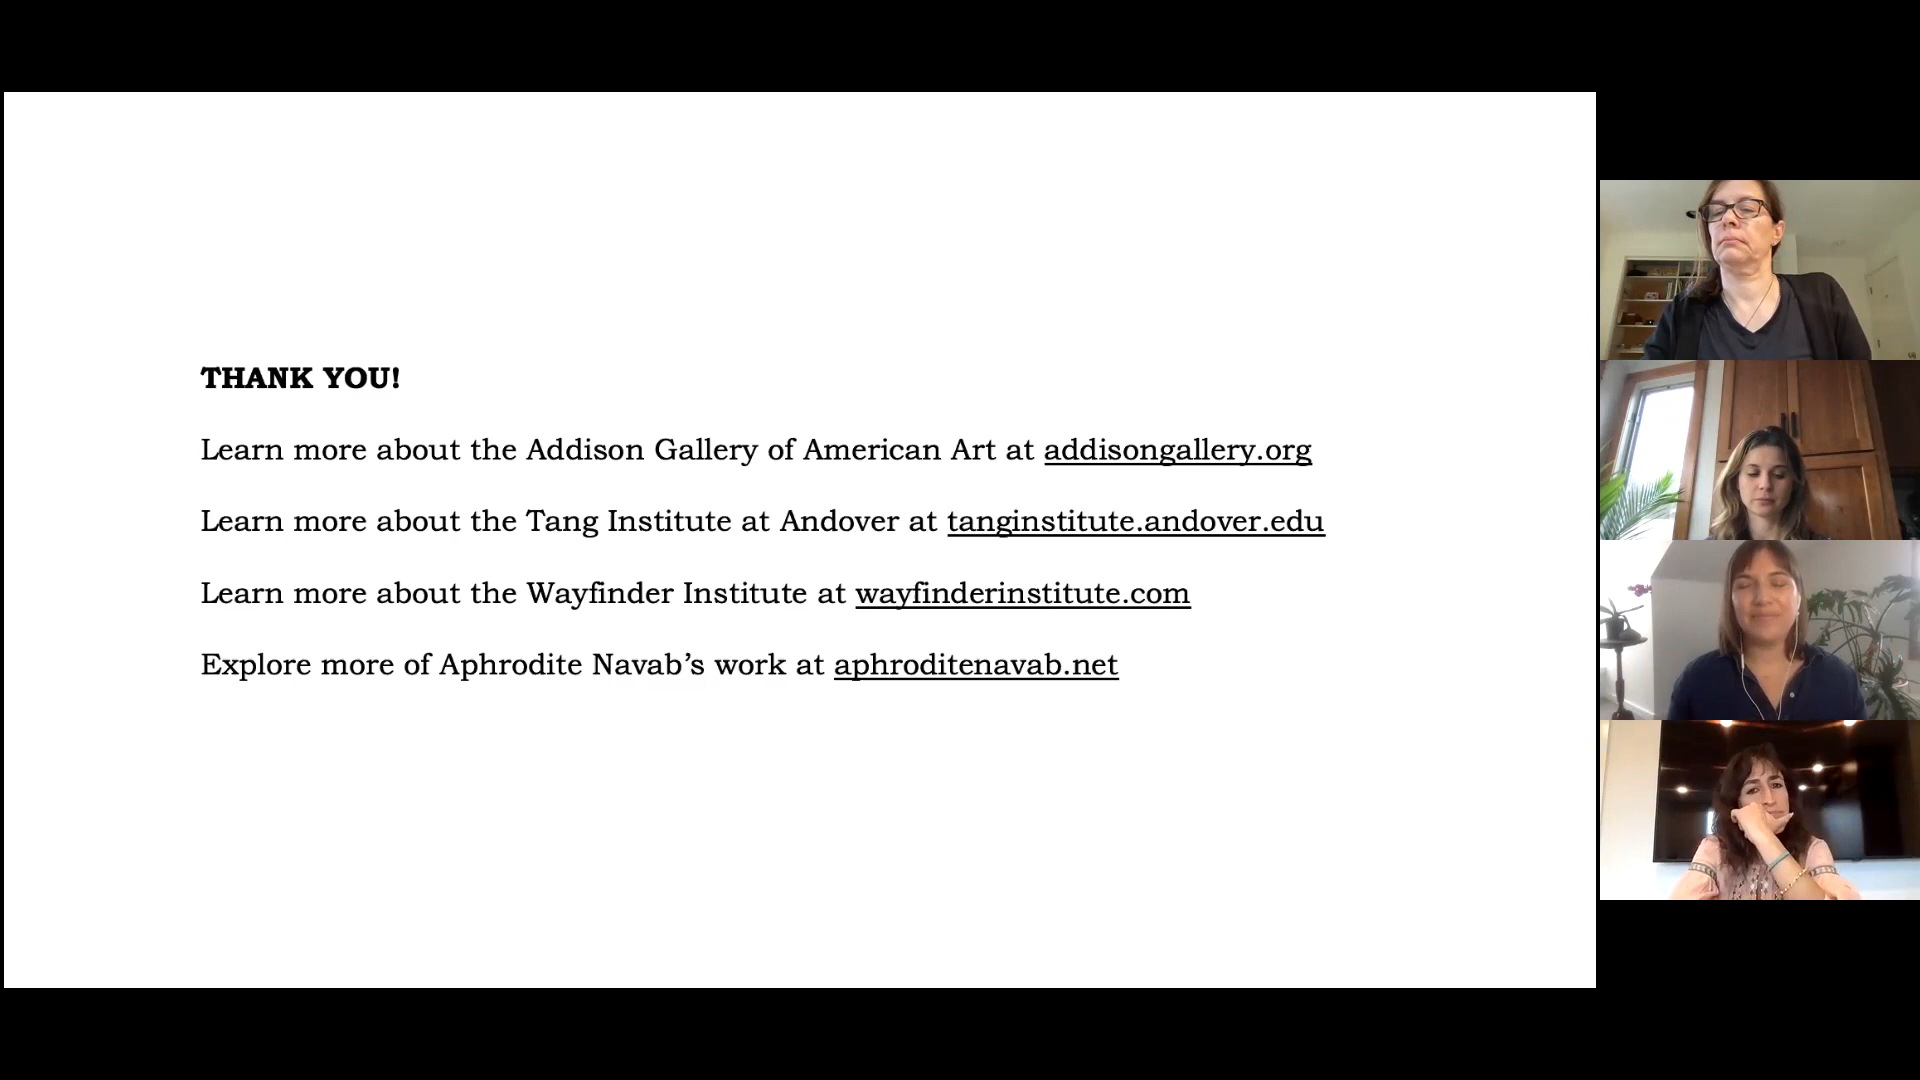 THANK YOU!
Learn more about the Addison Gallery of American Art at addisongallery.org
Learn more about the Tang Institute at Andover at tanginstitute.andover.edu
Learn more about the Wayfinder Institute at wayfinderinstitute.com
Explore more of Aphrodite Navab’s work at aphroditenavab.net